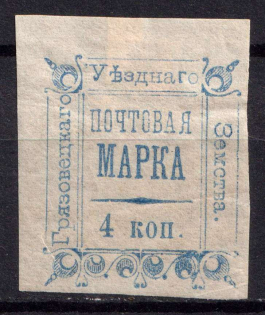 Грязовецкаго
Уѣзднаго
Земства.
ПОЧТОВАЯ
МАРКА
4 коп.